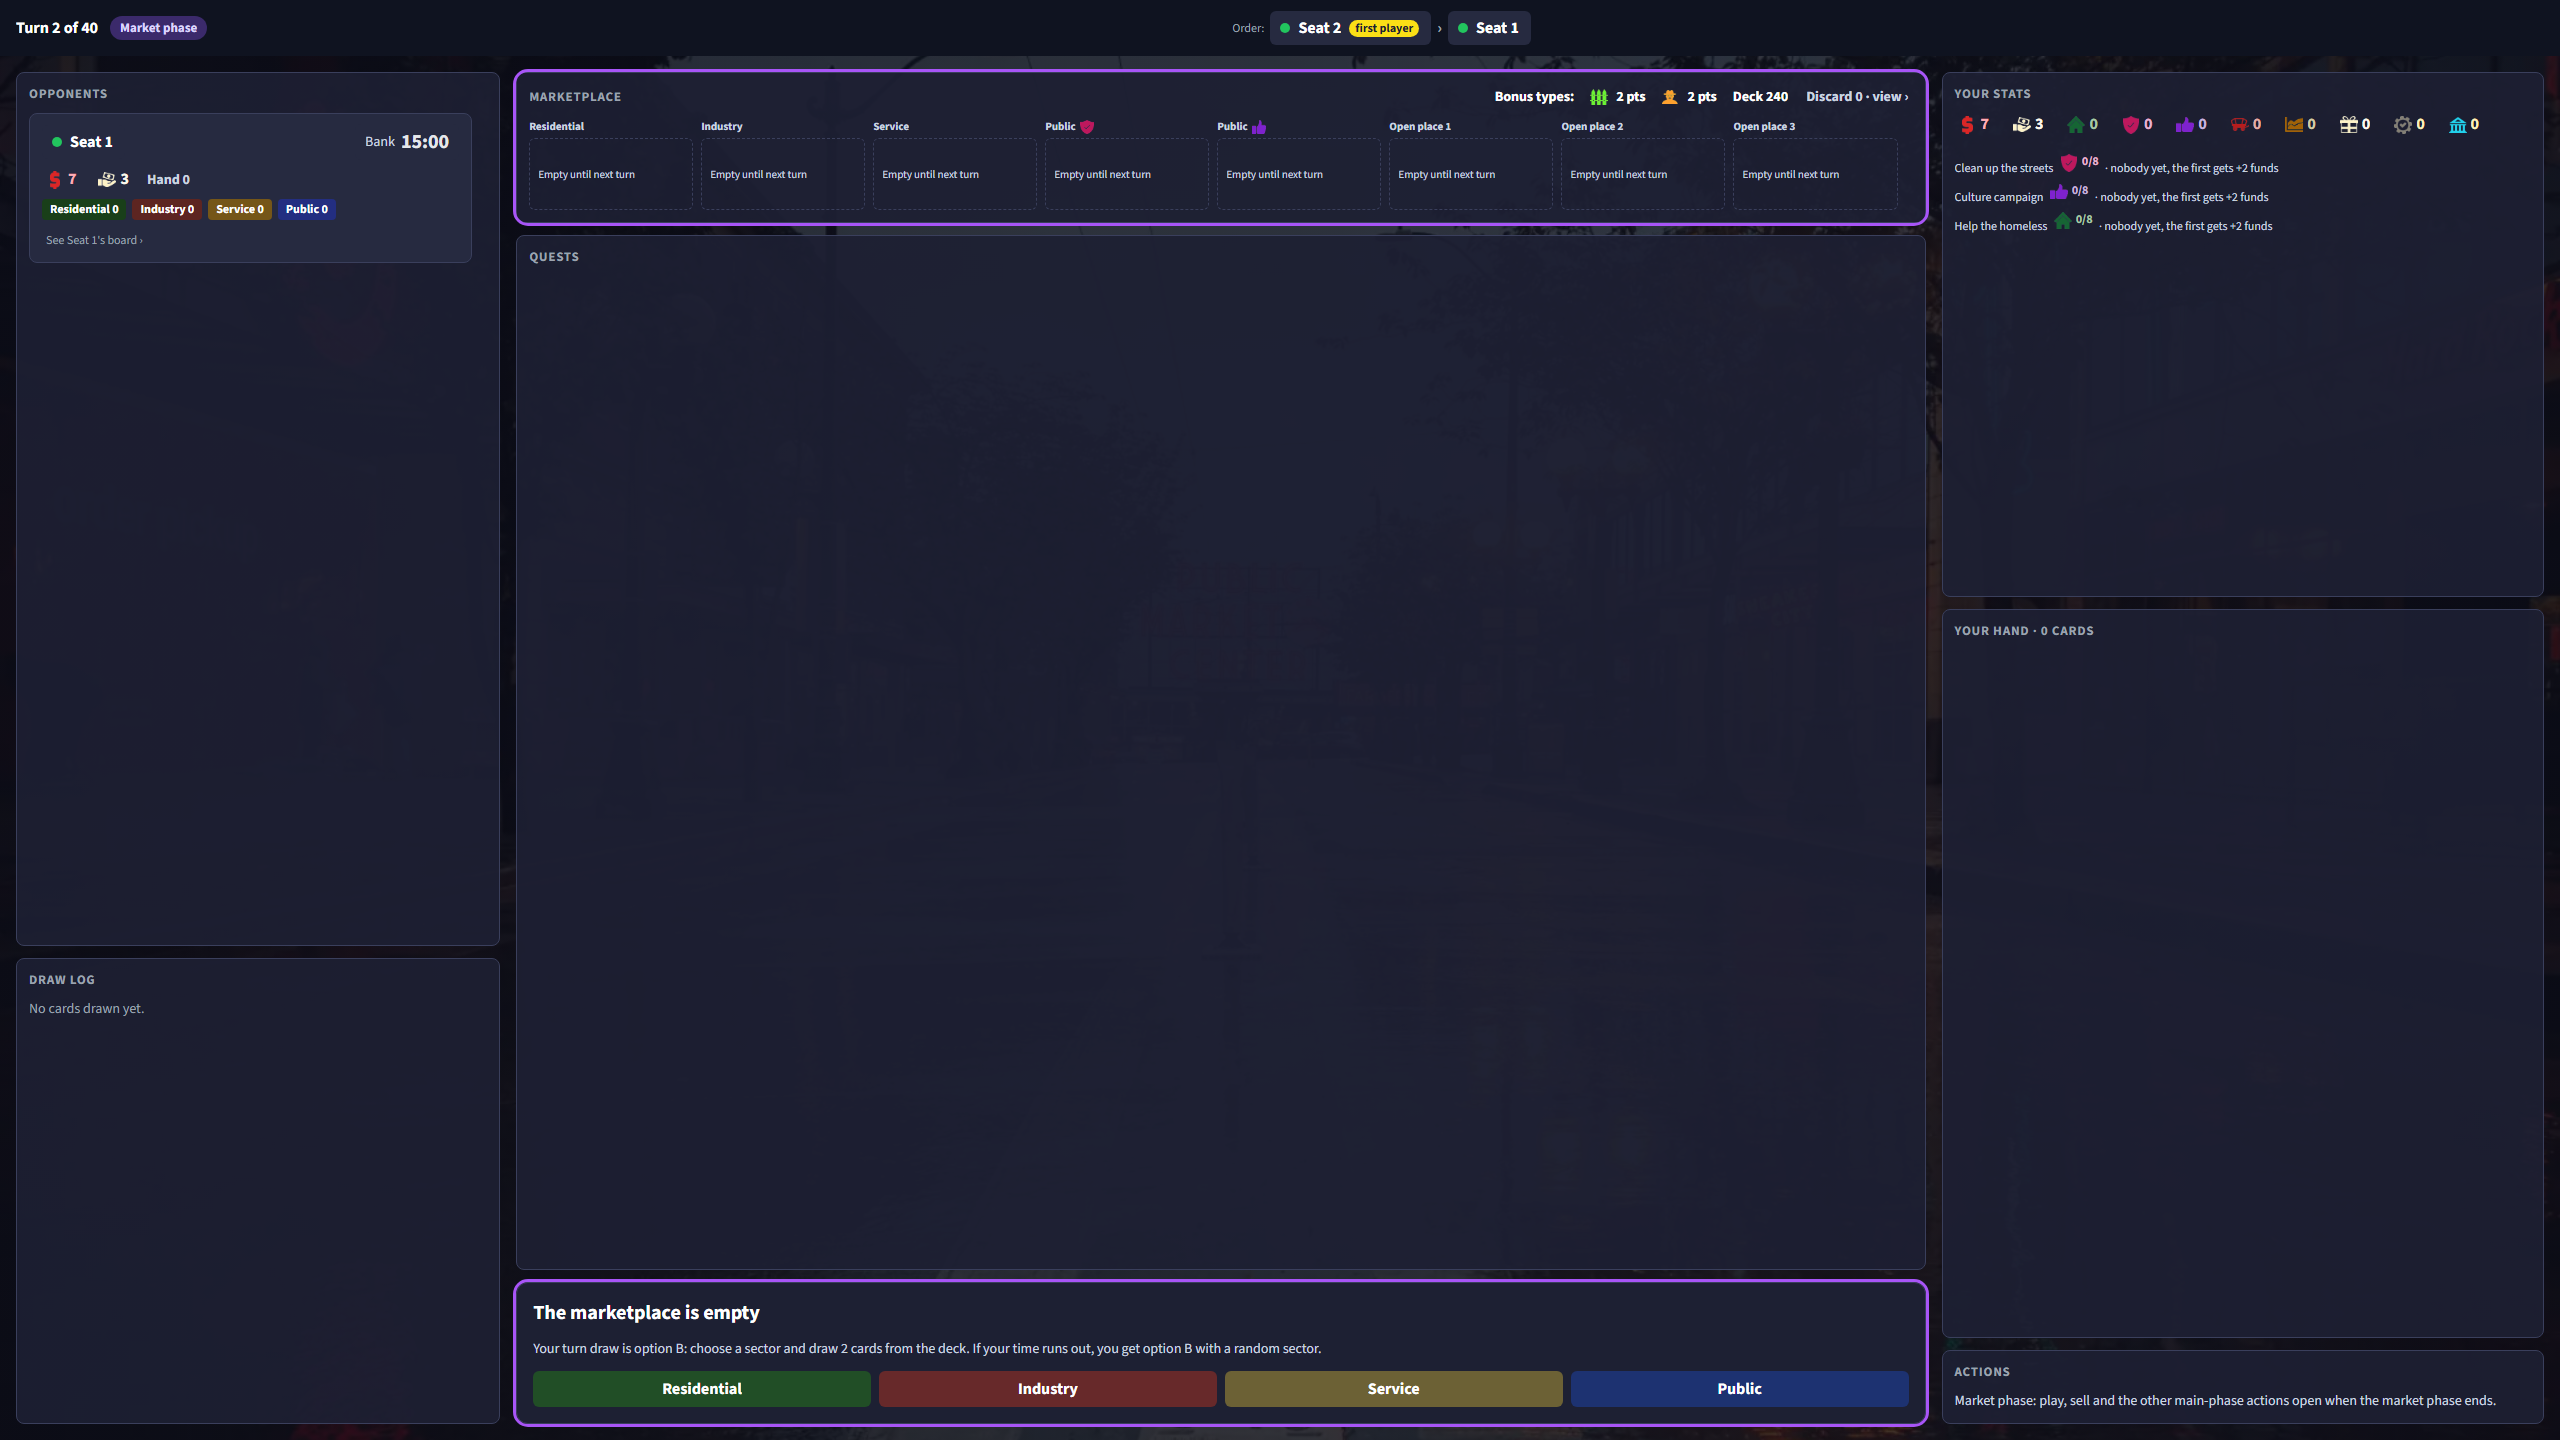 Turn 2 of 40 Market phase
Order: Seat 2 first player › Seat 1
OPPONENTS
Seat 1 Bank 15:00
7 3 Hand 0
Residential 0 Industry 0 Service 0 Public 0
See Seat 1's board ›
DRAW LOG
No cards drawn yet.
MARKETPLACE Bonus types: 2 pts 2 pts Deck 240 Discard 0 · view ›
Residential Industry Service Public Public Open place 1 Open place 2 Open place 3
Empty until next turn Empty until next turn Empty until next turn Empty until next turn Empty until next turn Empty until next turn Empty until next turn Empty until next turn
QUESTS
The marketplace is empty
Your turn draw is option B: choose a sector and draw 2 cards from the deck. If your time runs out, you get option B with a random sector.
Residential Industry Service Public
YOUR STATS
$ 7 3 0 0 0 0 0 0 0 0
Clean up the streets 0/8 · nobody yet, the first gets +2 funds
Culture campaign 0/8 · nobody yet, the first gets +2 funds
Help the homeless 0/8 · nobody yet, the first gets +2 funds
YOUR HAND · 0 CARDS
ACTIONS
Market phase: play, sell and the other main-phase actions open when the market phase ends.